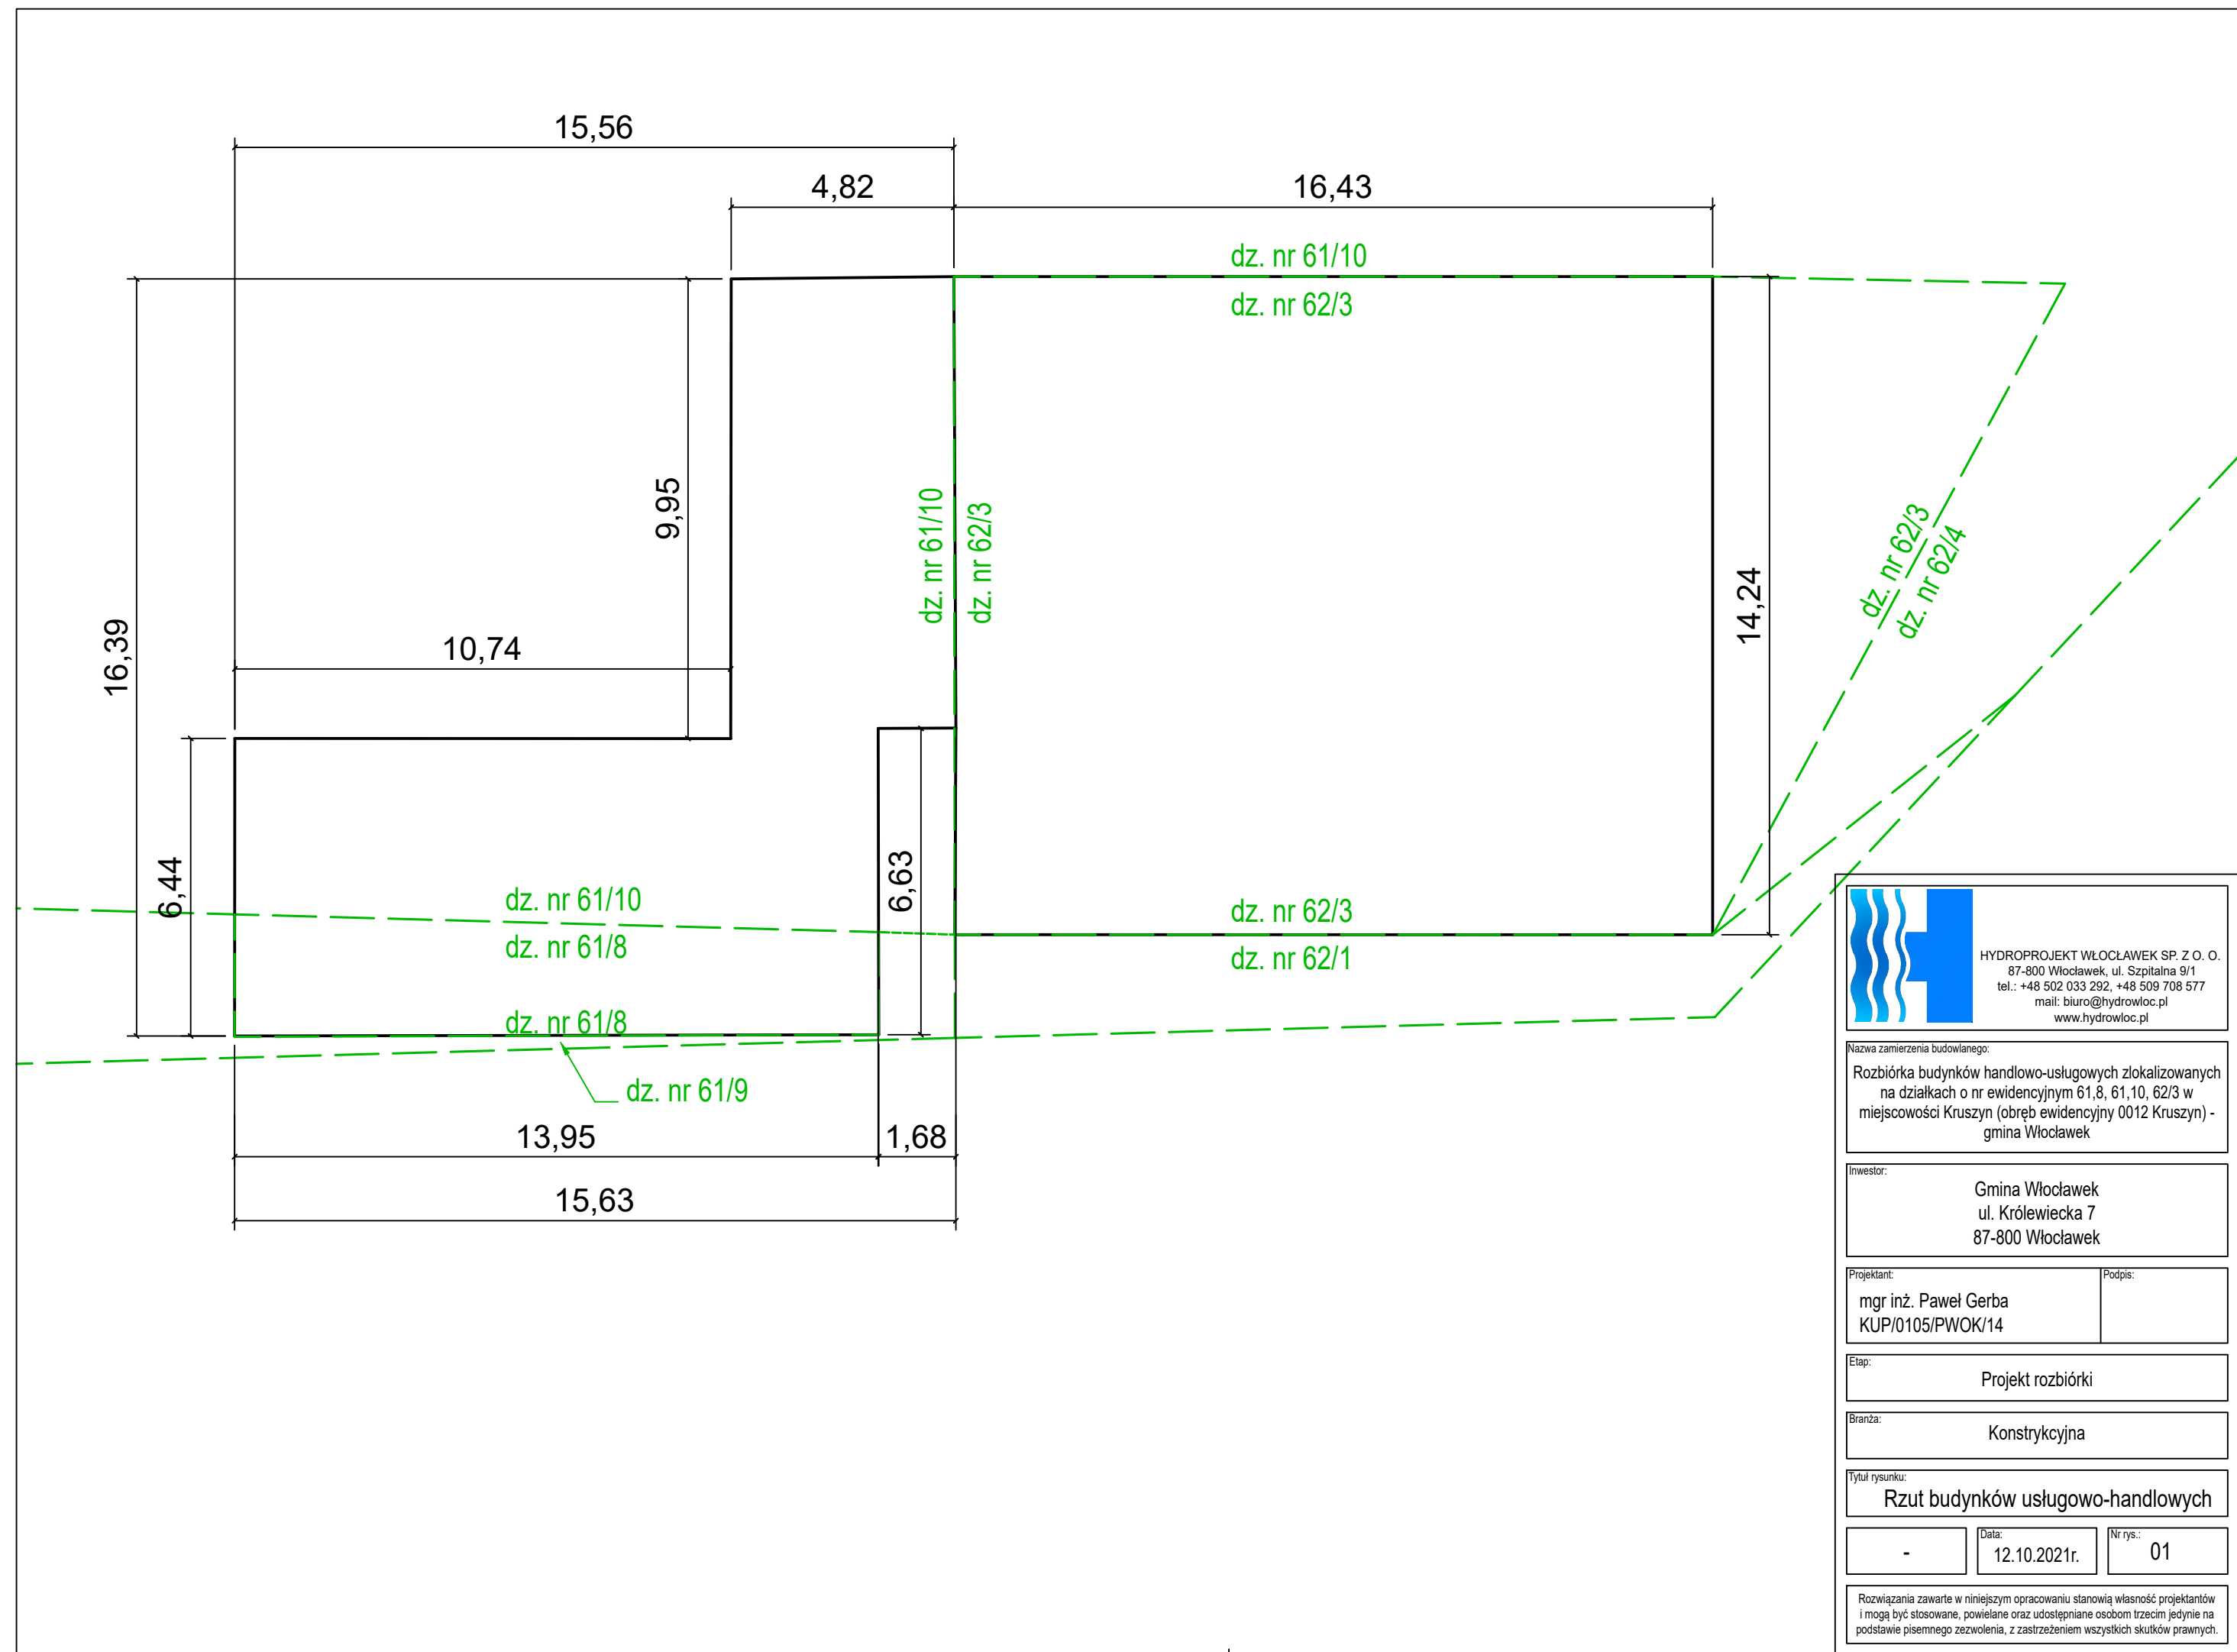 15,56
4,82
16,43
dz. nr 61/10
dz. nr 62/3
16,39
9,95
10,74
dz. nr 61/10
dz. nr 62/3
14,24
dz. nr 62/3
dz. nr 62/4
6,44
6,63
dz. nr 61/10
dz. nr 61/8
dz. nr 62/3
dz. nr 62/1
dz. nr 61/8
dz. nr 61/9
13,95
1,68
15,63
HYDROPROJEKT WŁOCŁAWEK SP. Z O. O.
87-800 Włocławek, ul. Szpitalna 9/1
tel.: +48 502 033 292, +48 509 708 577
mail: biuro@hydrowloc.pl
www.hydrowloc.pl
Nazwa zamierzenia budowlanego:
Rozbiórka budynków handlowo-usługowych zlokalizowanych
na działkach o nr ewidencyjnym 61,8, 61,10, 62/3 w
miejscowości Kruszyn (obręb ewidencyjny 0012 Kruszyn) -
gmina Włocławek
Inwestor:
Gmina Włocławek
ul. Królewiecka 7
87-800 Włocławek
Projektant:
Podpis:
mgr inż. Paweł Gerba
KUP/0105/PWOK/14
Etap:
Projekt rozbiórki
Branża:
Konstrykcyjna
Tytuł rysunku:
Rzut budynków usługowo-handlowych
-
Data:
12.10.2021r.
Nr rys.:
01
Rozwiązania zawarte w niniejszym opracowaniu stanowią własność projektantów
i mogą być stosowane, powielane oraz udostępniane osobom trzecim jedynie na
podstawie pisemnego zezwolenia, z zastrzeżeniem wszystkich skutków prawnych.